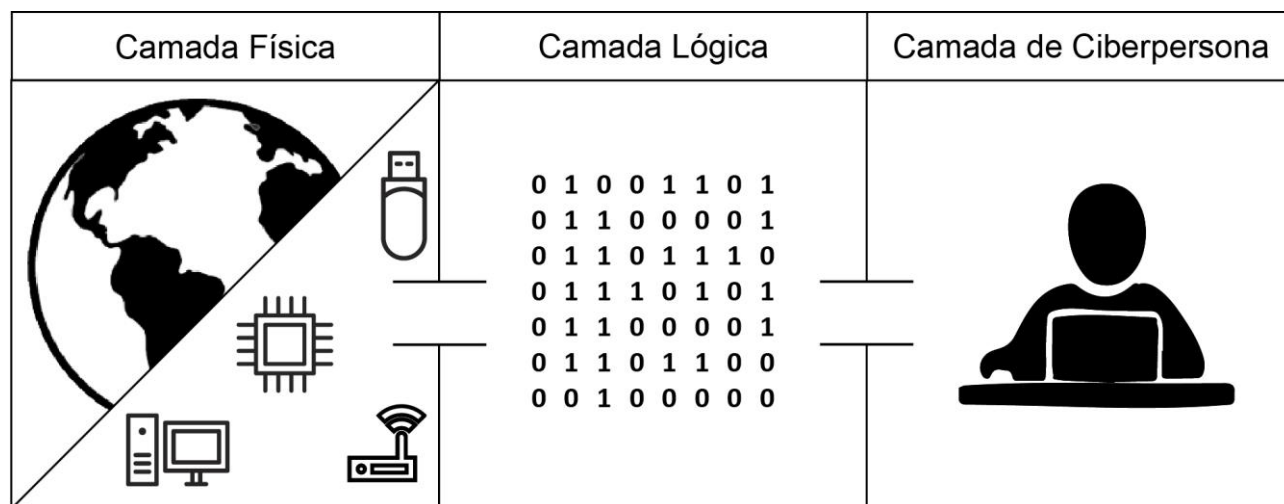 Camada Física
Camada Lógica
Camada de Ciberpersona
0 1 0 0 1 1 0 1
0 1 1 0 0 0 0 1
0 1 1 0 1 1 1 0
0 1 1 1 0 1 0 1
0 1 1 0 0 0 0 1
0 1 1 0 1 1 0 0
0 0 1 0 0 0 0 0